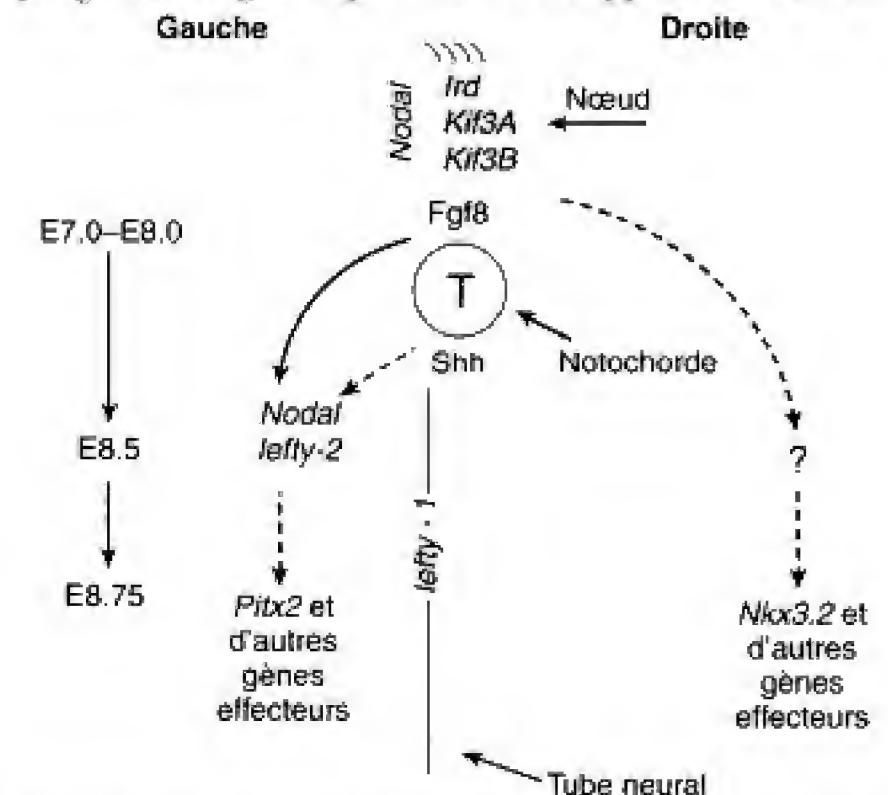 Gauche
Droite
Nodal
Ird
Kif3A
Kif3B
Nœud
Fgf8
E7.0–E8.0
T
Shh
Notochorde
Nodal
lefty-2
E8.5
?
lefty - 1
E8.75
Pitx2 et
d'autres
gènes
effecteurs
Nkx3.2 et
d'autres
gènes
effecteurs
Tube neural